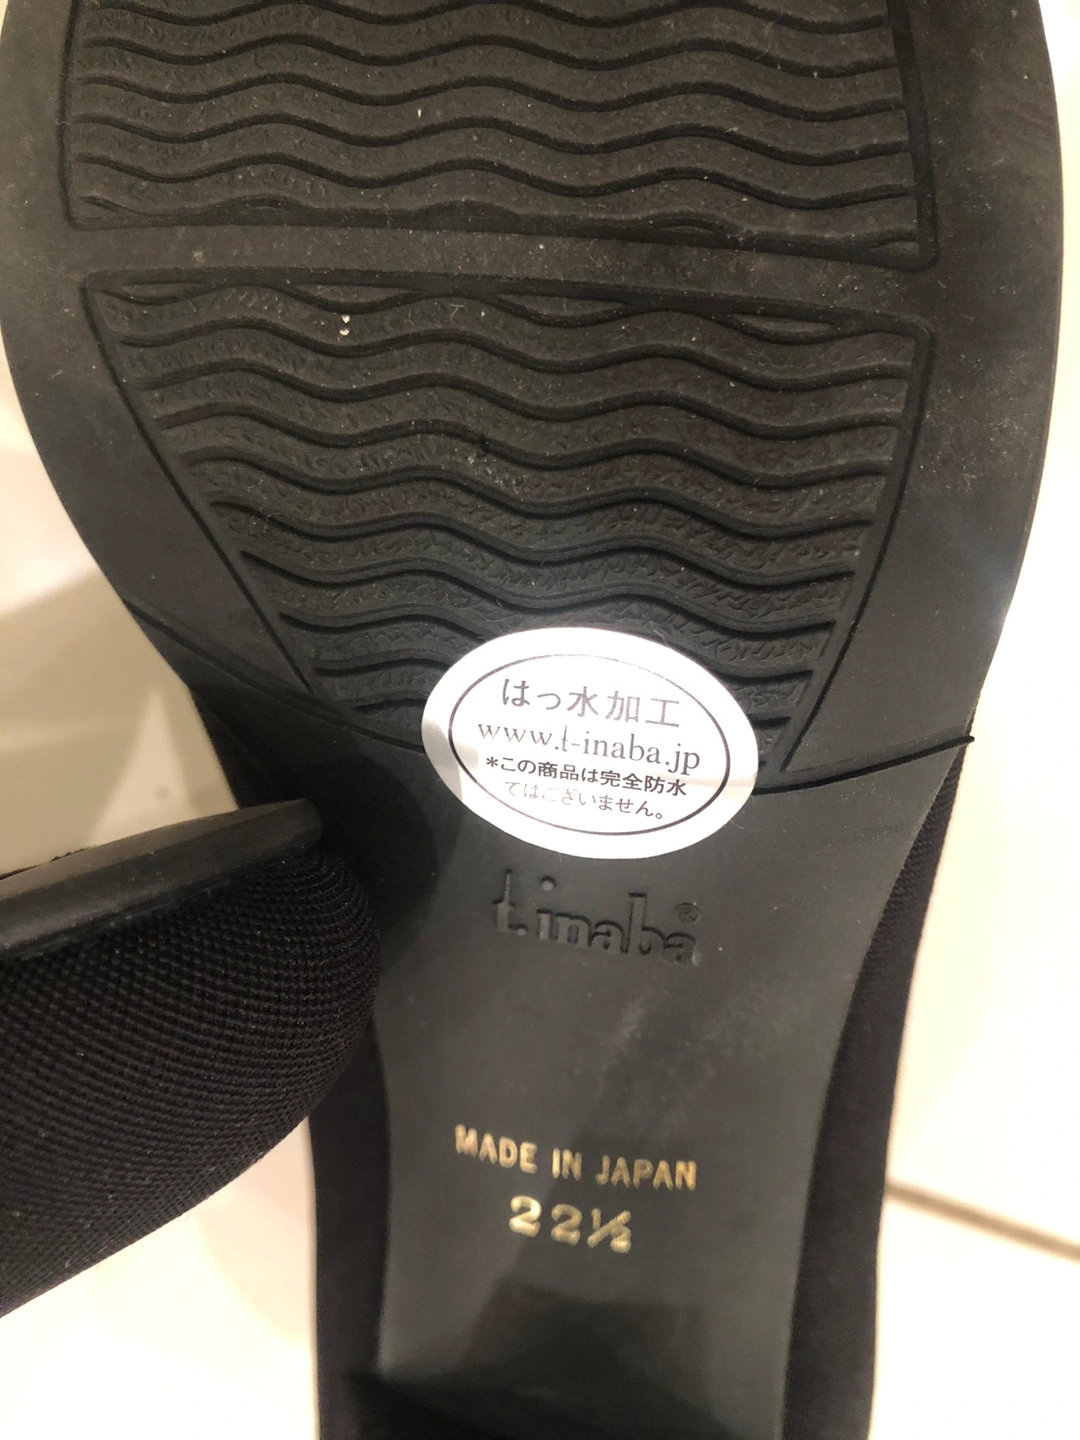 はっ水加工
www.t-inaba.jp
*この商品は完全防水
ではございません。
t.inaba®
MADE IN JAPAN
22½